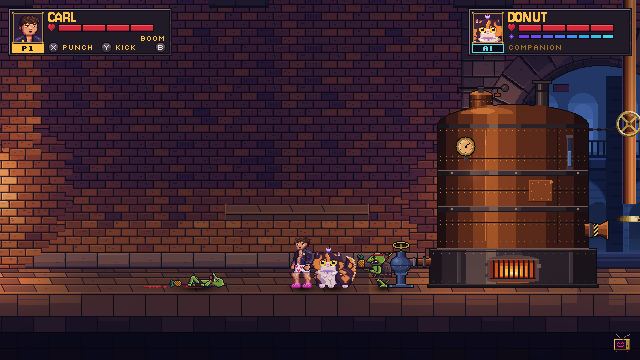 CARL
BOOM
P1 X PUNCH Y KICK B
DONUT
AI COMPANION